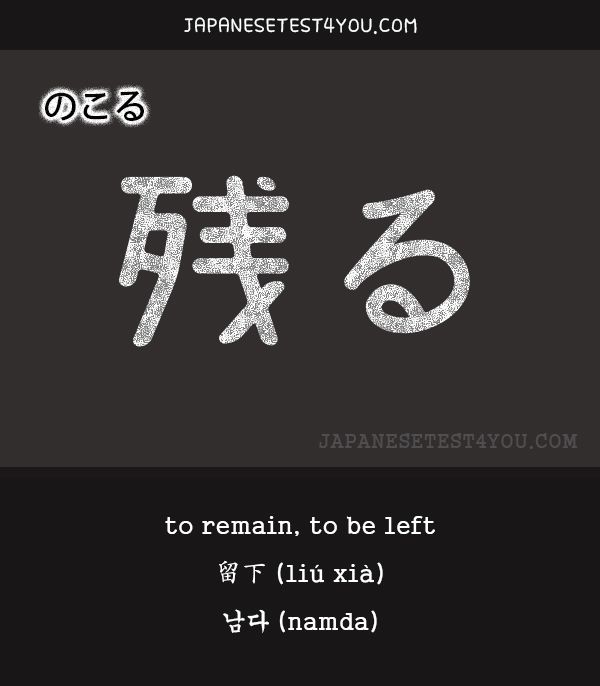 JAPANESETEST4YOU.COM
のこる
残る
JAPANESETEST4YOU.COM
to remain, to be left
留下 (liú xià)
남다 (namda)